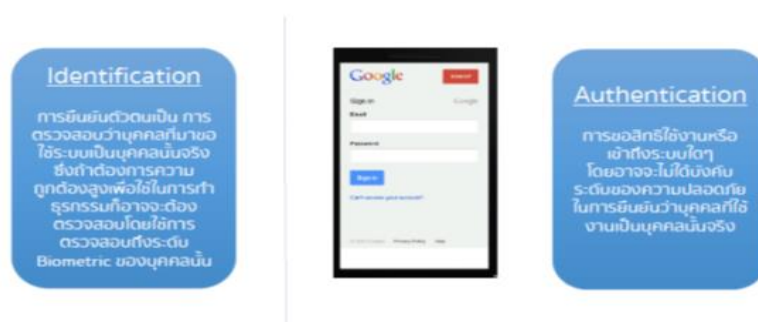 Identification
การยืนยันตัวตนเป็น การ
ตรวจสอบว่าบุคคลที่มาขอ
ใช้ระบบเป็นบุคคลนั้นจริง
ซึ่งถ้าต้องการความ
ถูกต้องสูงเพื่อใช้ในการทำ
ธุรกรรมก็อาจจะต้อง
ตรวจสอบโดยใช้การ
ตรวจสอบถึงระดับ
Biometric ของบุคคลนั้น
Google
Sign in Google
Email
Password
Sign in
Can't access your account?
Privacy Policy
Authentication
การขอสิทธิใช้งานหรือ
เข้าถึงระบบใดๆ
โดยอาจจะไม่ได้บังคับ
ระดับของความปลอดภัย
ในการยืนยันว่าบุคคลที่ใช้
งานเป็นบุคคลนั้นจริง